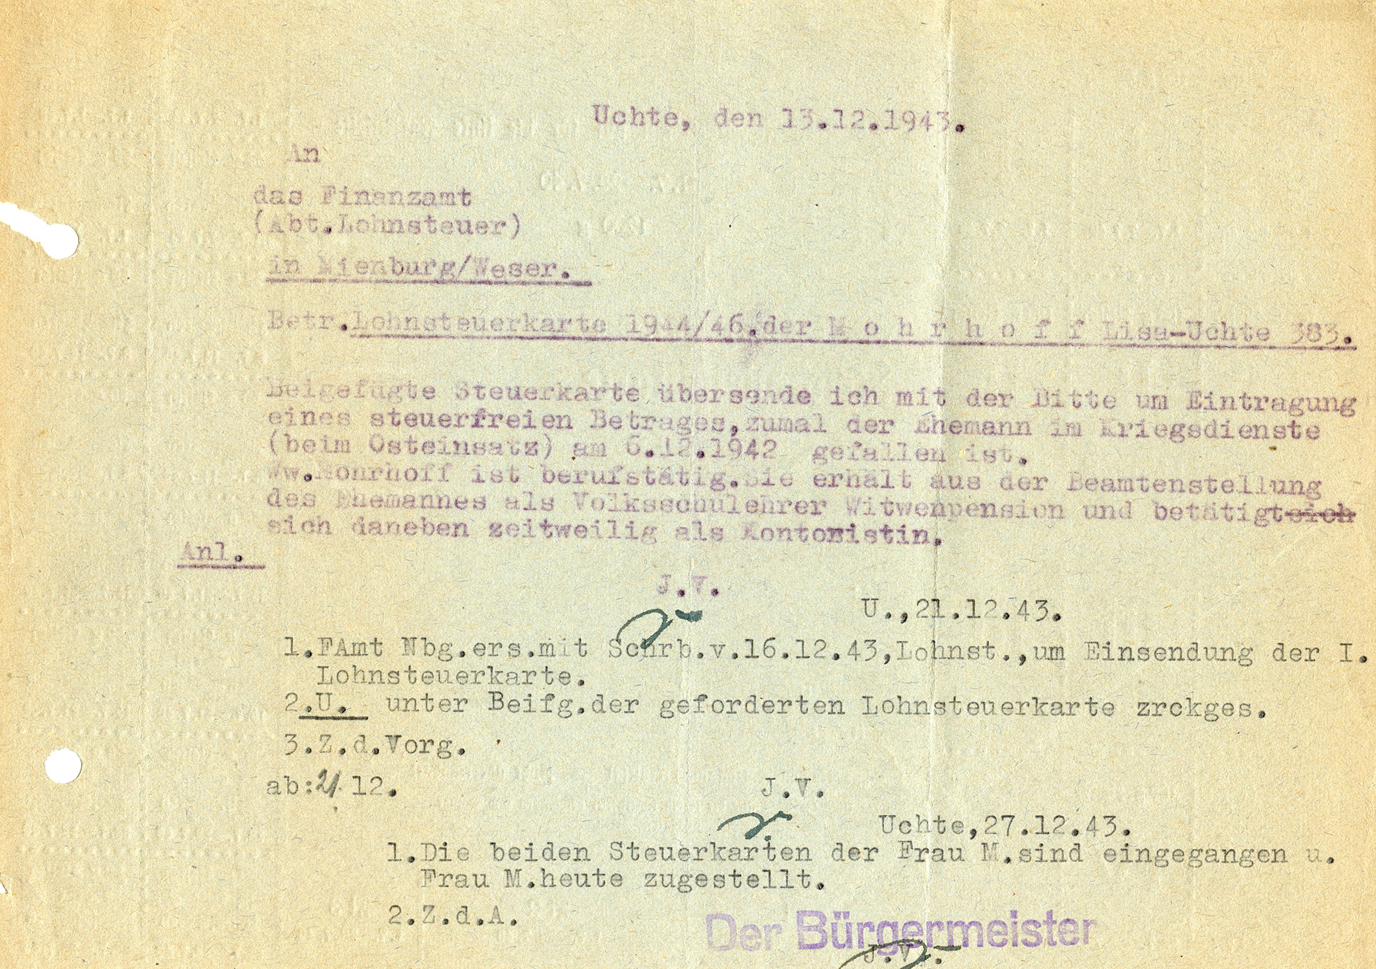 Uchte, den 13.12.1943.
An
das Finanzamt
(Abt.Lohnsteuer)
in Nienburg/Weser.
Betr.Lohnsteuerkarte 1944/46,der M o h r h o f f Lisa-Uchte 383.
Beigefügte Steuerkarte übersende ich mit der Bitte um Eintragung
eines steuerfreien Betrages,zumal der Ehemann im Kriegsdienste
(beim Osteinsatz) am 6.12.1942 gefallen ist.
Ww.Mohrhoff ist berufstätig.Sie erhält aus der Beamtenstellung
des Ehemannes als Volksschulehrer Witwenpension und betätigt sich
sich daneben zeitweilig als Kontoristin.
Anl.
J.V.
U.,21.12.43.
1.FAmt Nbg.ers.mit Schrb.v.16.12.43,Lohnst.,um Einsendung der I.
Lohnsteuerkarte.
2.U. unter Beifg.der geforderten Lohnsteuerkarte zrckges.
3.Z.d.Vorg.
ab:21.12.
J.V.
Uchte,27.12.43.
1.Die beiden Steuerkarten der Frau M.sind eingegangen u.
Frau M.heute zugestellt.
2.Z.d.A.
Der Bürgermeister
J.V.